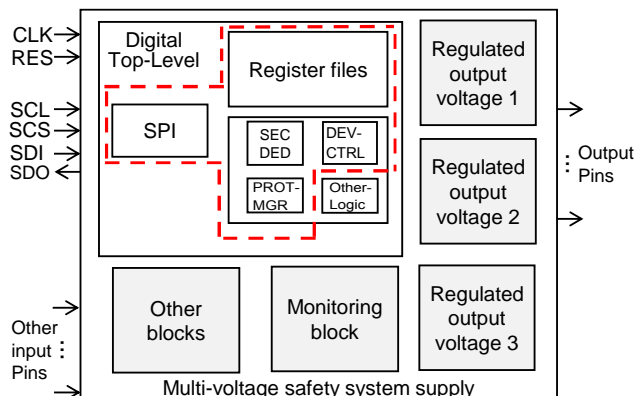 CLK
RES
SCL
SCS
SDI
SDO
Other
input
Pins
Digital
Top-Level
Register files
SPI
SEC
DED
DEV-
CTRL
PROT-
MGR
Other-
Logic
Regulated
output
voltage 1
Regulated
output
voltage 2
Regulated
output
voltage 3
Output
Pins
Other
blocks
Monitoring
block
Multi-voltage safety system supply